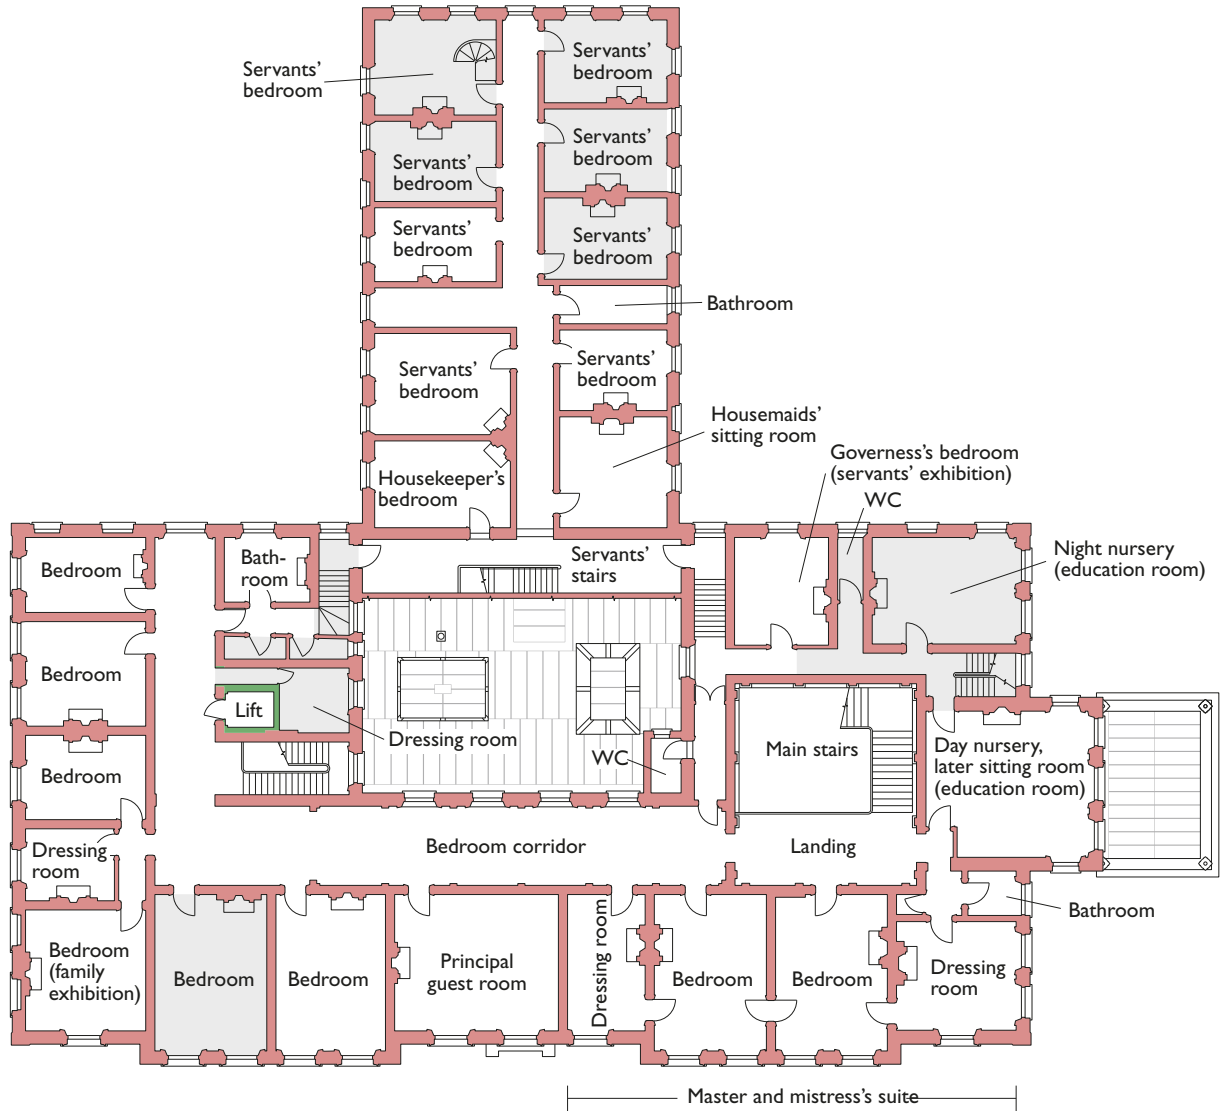 Servants’
bedroom
Servants’
bedroom
Servants’
bedroom
Servants’
bedroom
Servants’
bedroom
Servants’
bedroom
Bathroom
Servants’
bedroom
Servants’
bedroom
Housemaids’
sitting room
Governess’s bedroom
(servants’ exhibition)
WC
Housekeeper’s
bedroom
Servants’
stairs
Night nursery
(education room)
Bedroom
Bath-
room
Bedroom
Lift
Dressing room
WC
Main stairs
Day nursery,
later sitting room
(education room)
Bedroom
Dressing
room
Bedroom corridor
Landing
Bathroom
Bedroom
(family
exhibition)
Bedroom
Bedroom
Principal
guest room
Dressing room
Bedroom
Bedroom
Dressing
room
Master and mistress’s suite